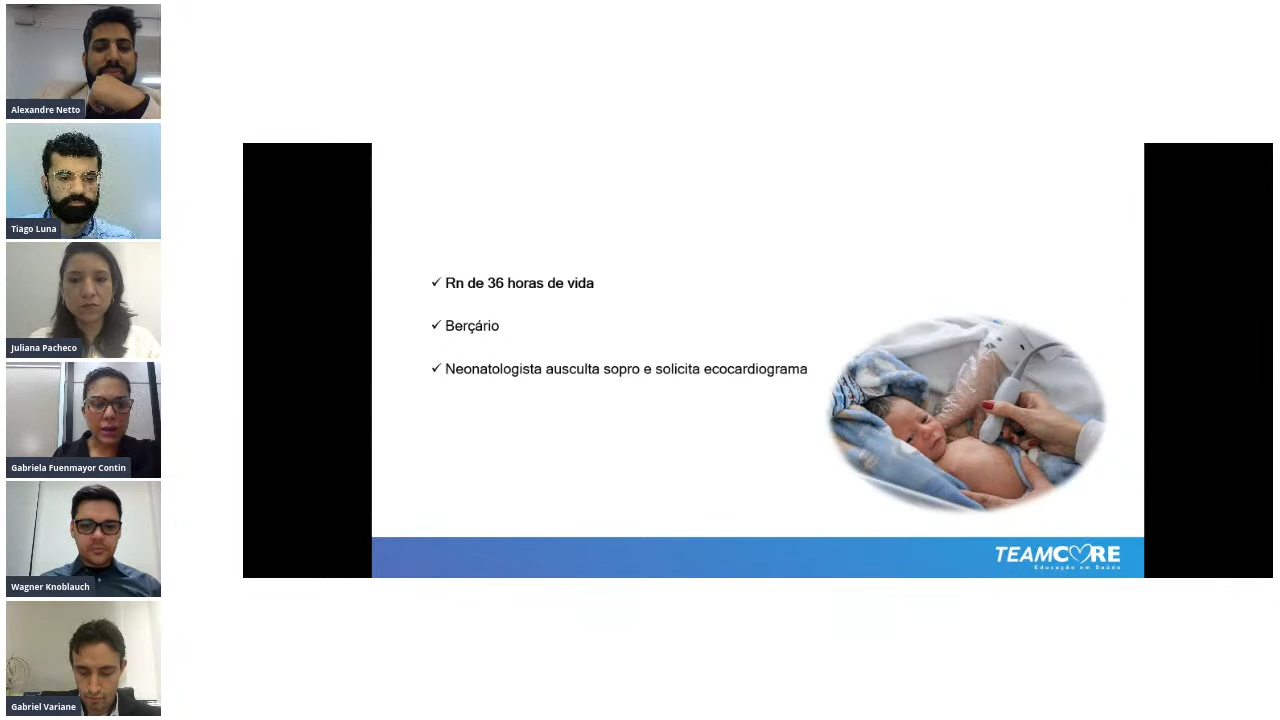 Alexandre Netto
Tiago Luna
Juliana Pacheco
Gabriela Fuenmayor Contin
Wagner Knoblauch
Gabriel Variane
✓ Rn de 36 horas de vida
✓ Berçário
✓ Neonatologista ausculta sopro e solicita ecocardiograma
TEAMCORE
Educação em Saúde